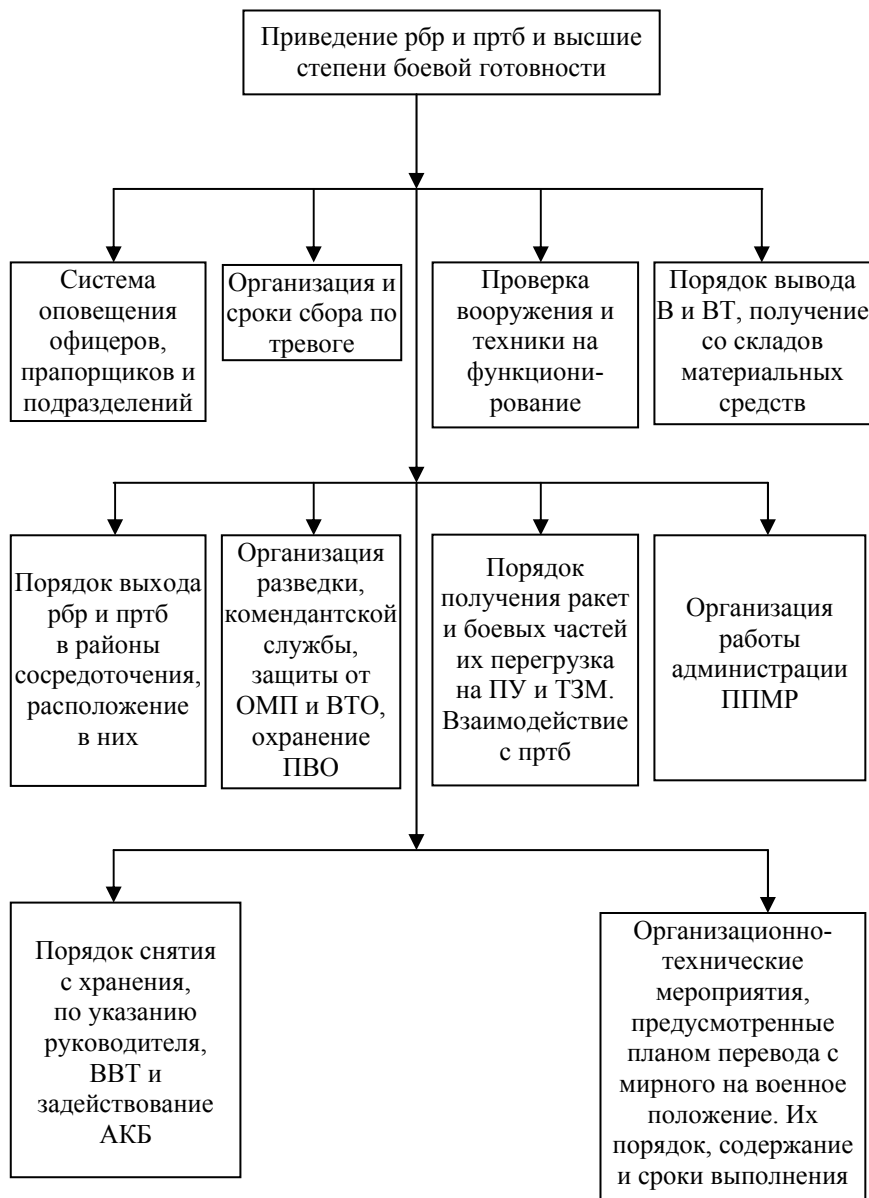 Приведение рбр и пртб и высшие
степени боевой готовности
Система
оповещения
офицеров,
прапорщиков и
подразделений
Организация и
сроки сбора по
тревоге
Проверка
вооружения и
техники на
функциони-
рование
Порядок вывода
В и ВТ, получение
со складов
материальных
средств
Порядок выхода
рбр и пртб
в районы
сосредоточения,
расположение
в них
Организация
разведки,
комендантской
службы,
защиты от
ОМП и ВТО,
охранение
ПВО
Порядок
получения ракет
и боевых частей
их перегрузка
на ПУ и ТЗМ.
Взаимодействие
с пртб
Организация
работы
администрации
ППМР
Порядок снятия
с хранения,
по указанию
руководителя,
ВВТ и
задействование
АКБ
Организационно-
технические
мероприятия,
предусмотренные
планом перевода с
мирного на военное
положение. Их
порядок, содержание
и сроки выполнения